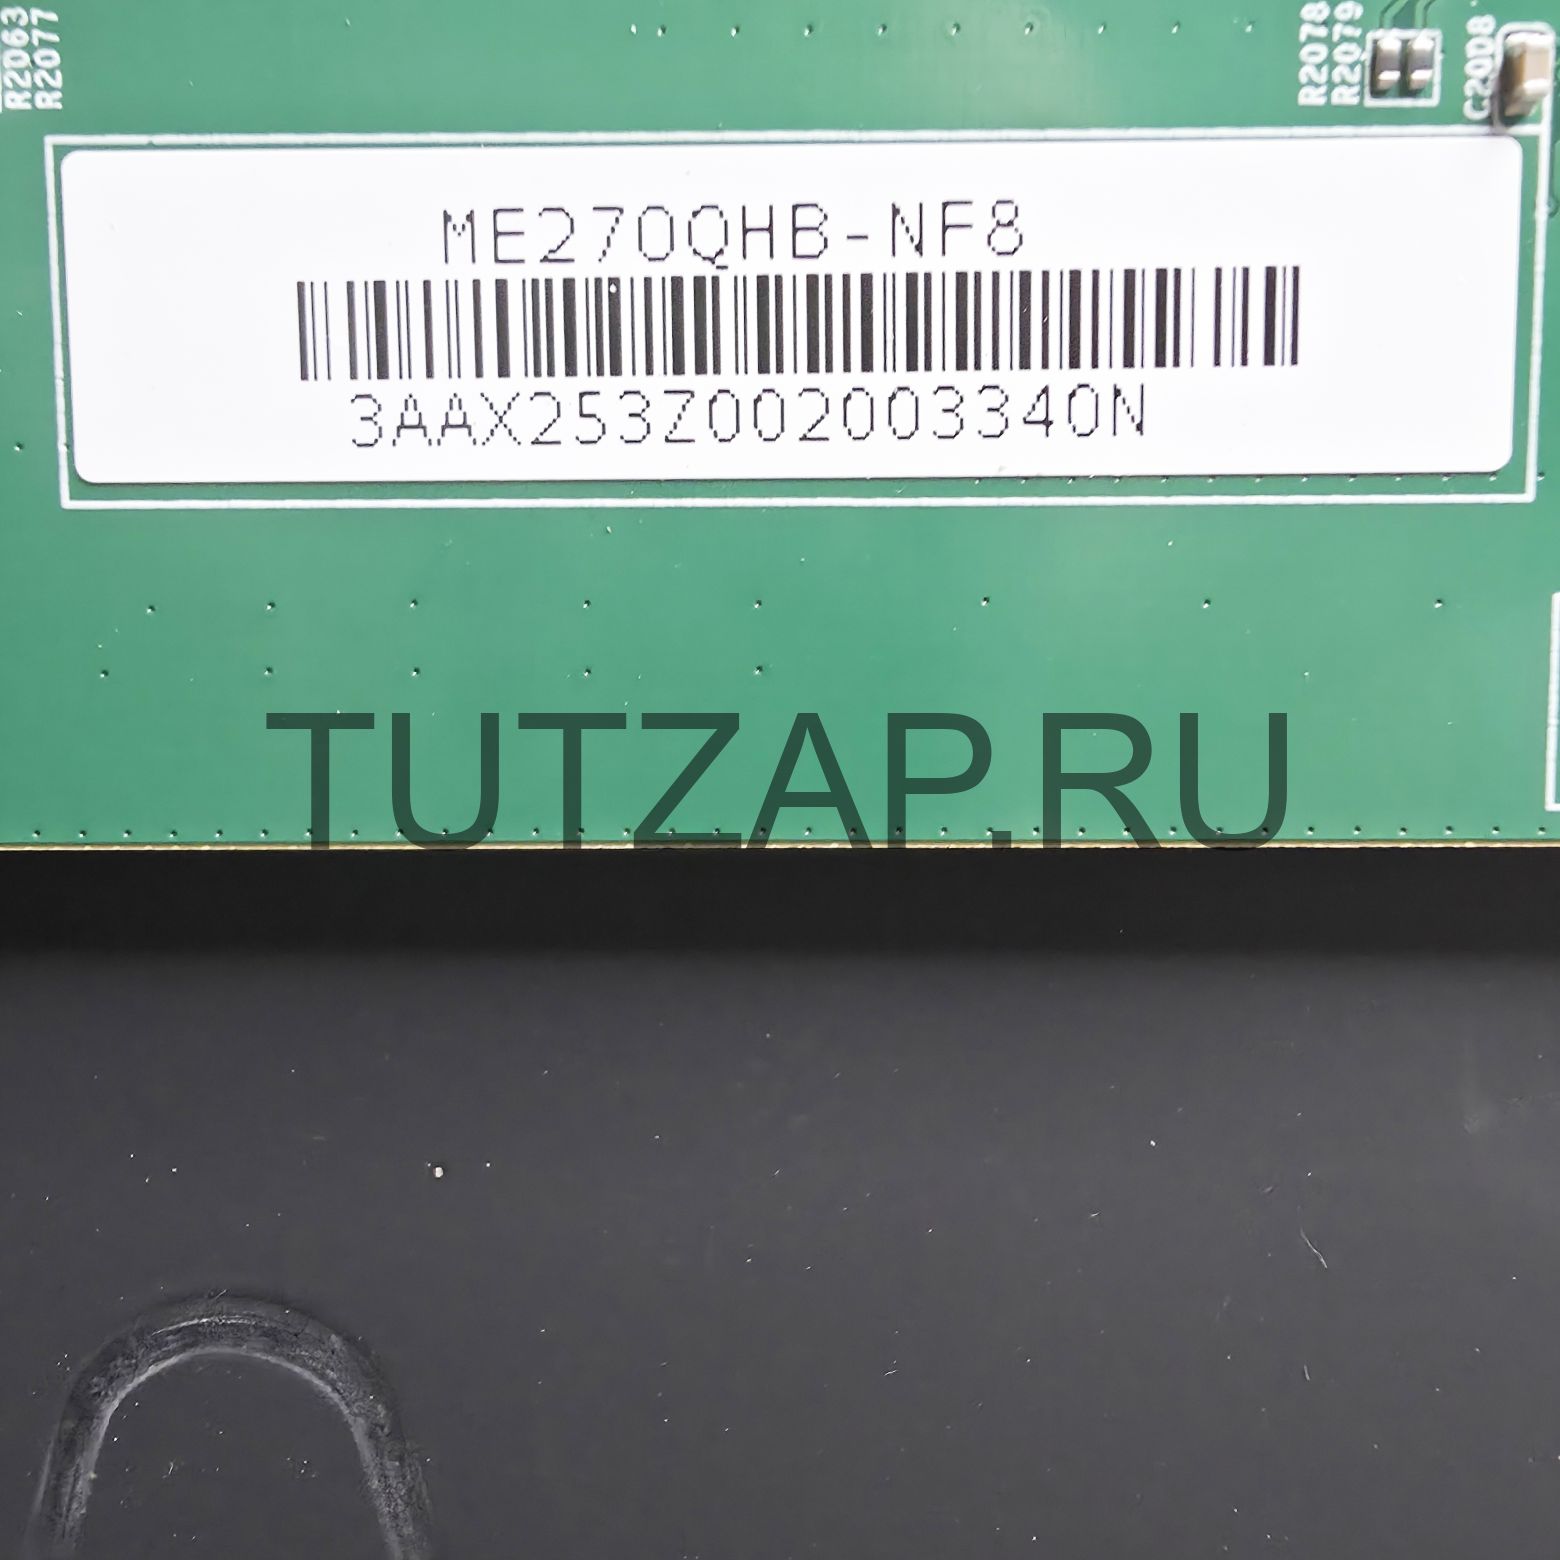 R2063
R2077
R2078
R2079
C2008
ME270QHB-NF8
3AAX253Z002003340N
TUTZAP.RU